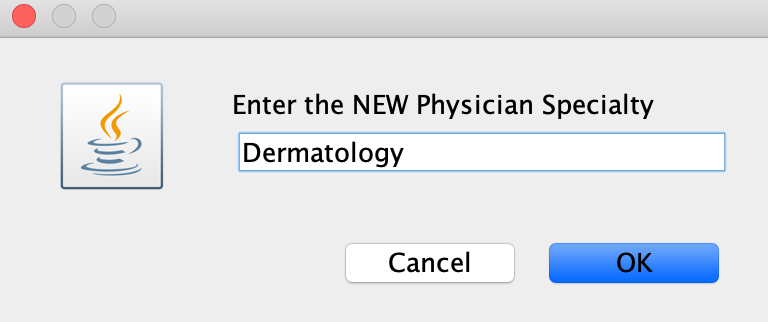 Enter the NEW Physician Specialty
Dermatology
Cancel
OK